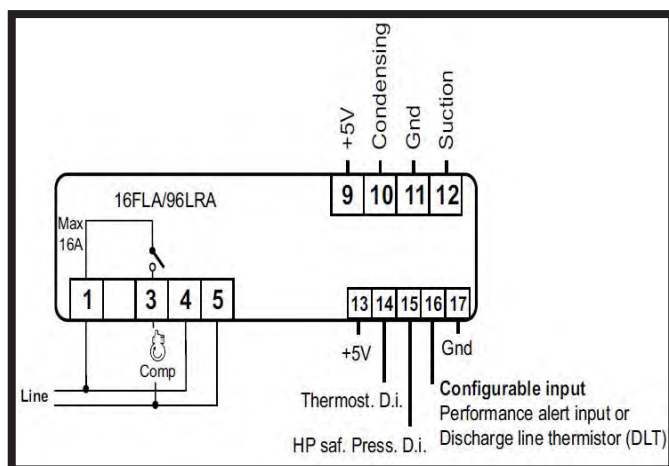 +5V
Condensing
Gnd
Suction
9 10 11 12
16FLA/96LRA
Max
16A
1 3 4 5
13 14 15 16 17
Comp
Line
+5V
Gnd
Thermost. D.i.
Configurable input
Performance alert input or
HP saf. Press. D.i.
Discharge line thermistor (DLT)